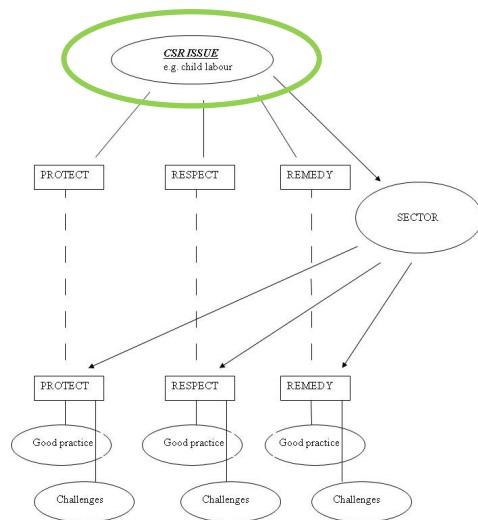 CSR ISSUE
e.g. child labour
PROTECT
RESPECT
REMEDY
SECTOR
PROTECT
RESPECT
REMEDY
Good practice
Good practice
Good practice
Challenges
Challenges
Challenges